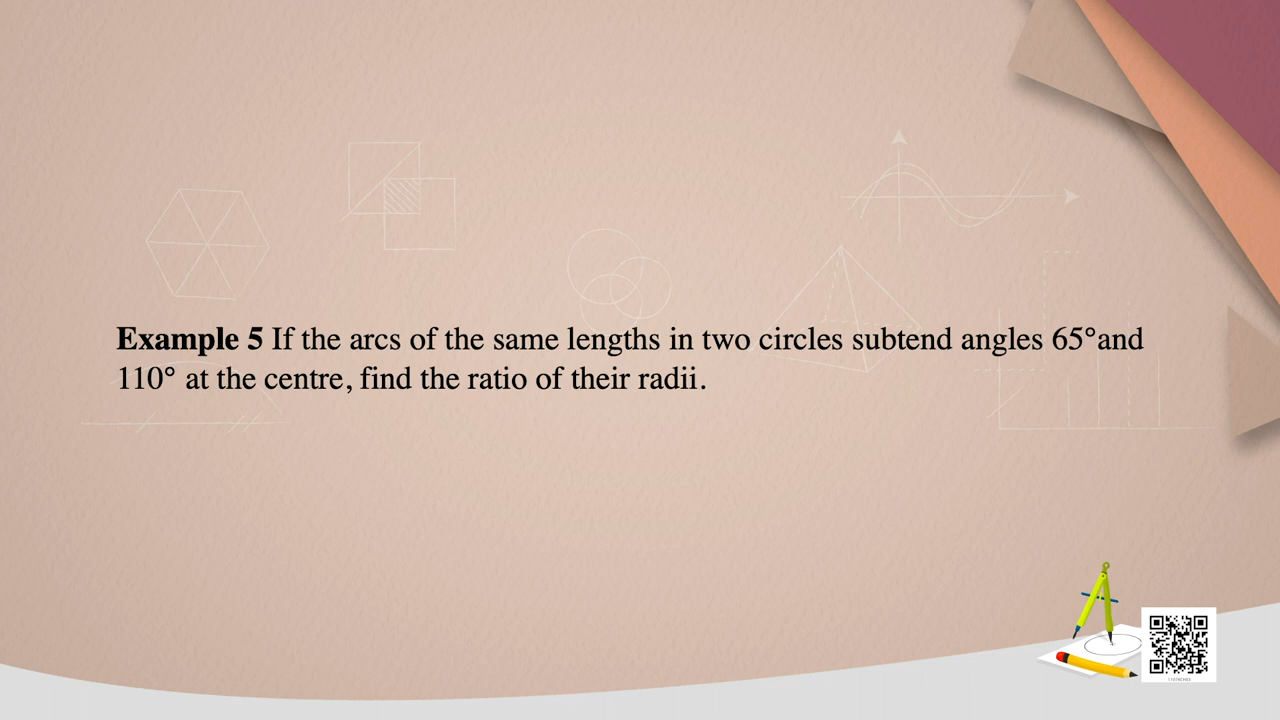 Example 5 If the arcs of the same lengths in two circles subtend angles 65°and
110° at the centre, find the ratio of their radii.